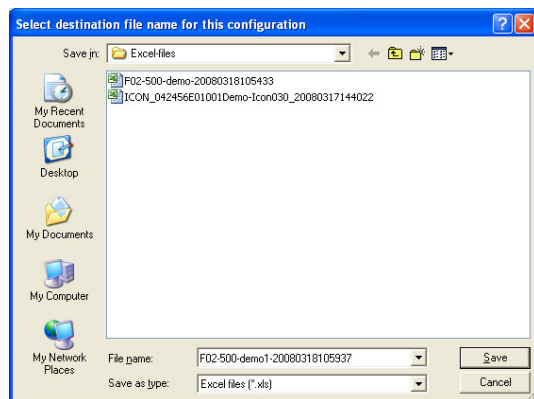 Select destination file name for this configuration
Save in: Excel-files
F02-500-demo-20080318105433
ICON_042456E01001Demo-Icon030_20080317144022
My Recent
Documents
Desktop
My Documents
My Computer
My Network
Places
File name: F02-500-demo1-20080318105937 Save
Save as type: Excel files (*.xls) Cancel